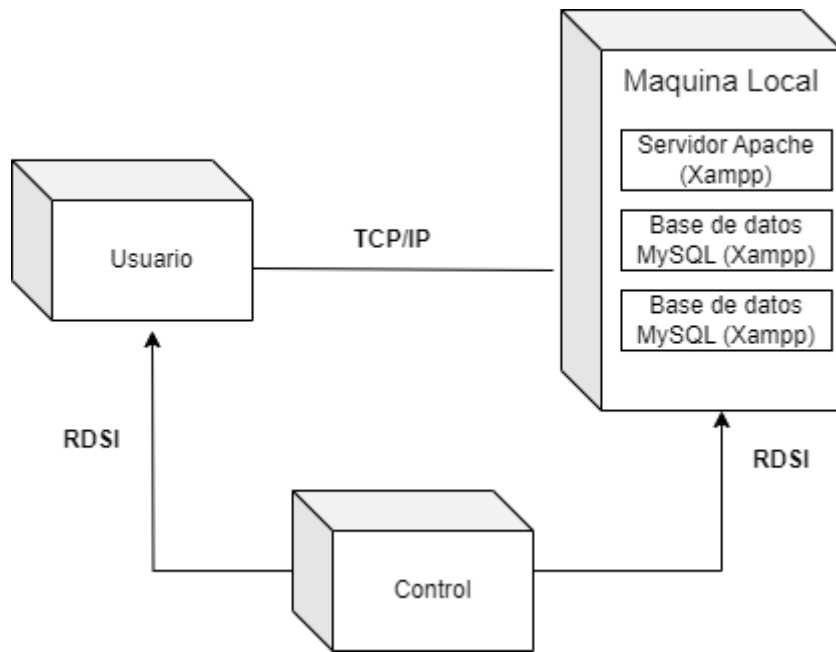 Maquina Local
Servidor Apache
(Xampp)
Base de datos
MySQL (Xampp)
Base de datos
MySQL (Xampp)
Usuario
TCP/IP
RDSI
RDSI
Control